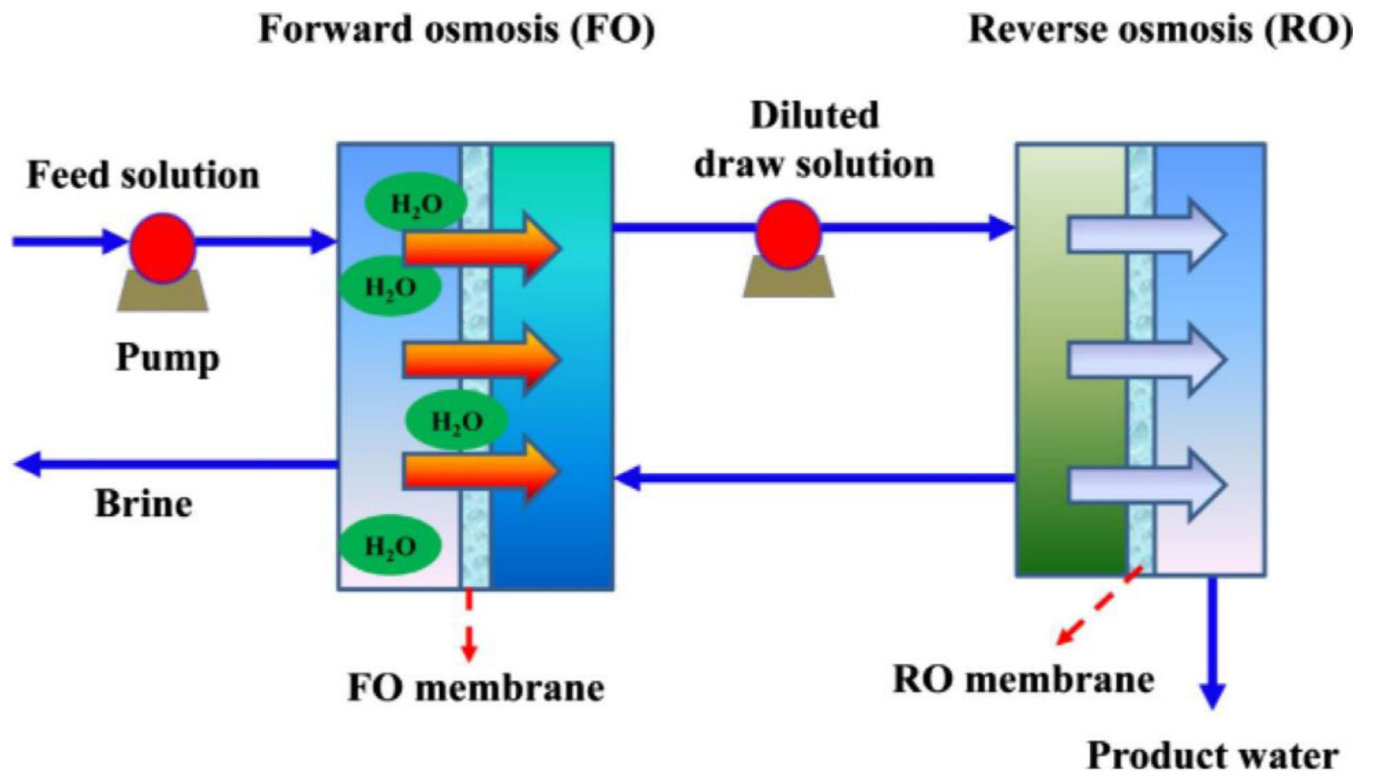 Forward osmosis (FO)
Reverse osmosis (RO)
Diluted
draw solution
Feed solution
H₂O
H₂O
Pump
H₂O
Brine
H₂O
FO membrane
RO membrane
Product water